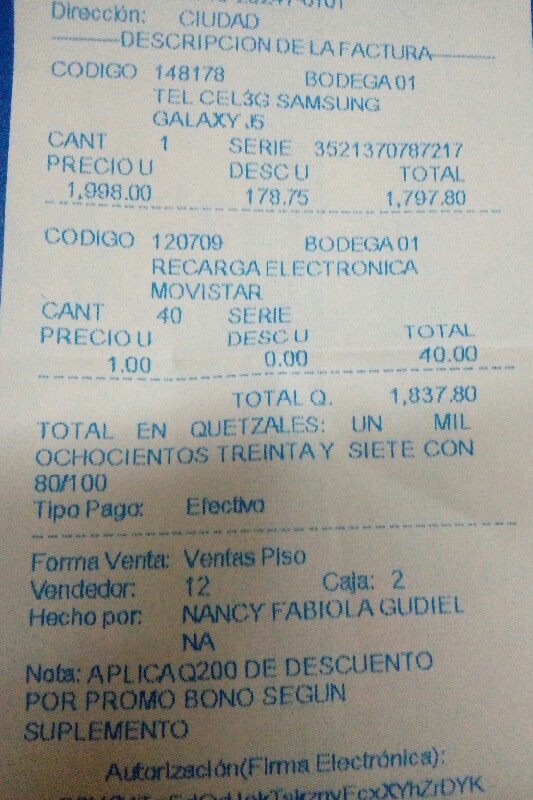 Dirección: CIUDAD
DESCRIPCION DE LA FACTURA
CODIGO 148178 BODEGA 01
TEL CEL3G SAMSUNG
GALAXY J5
CANT 1 SERIE 3521370787217
PRECIO U DESC U TOTAL
1,998.00 178.75 1,797.80
CODIGO 120709 BODEGA 01
RECARGA ELECTRONICA
MOVISTAR
CANT 40 SERIE
PRECIO U DESC U TOTAL
1.00 0.00 40.00
TOTAL Q. 1,837.80
TOTAL EN QUETZALES: UN MIL
OCHOCIENTOS TREINTA Y SIETE CON
80/100
Tipo Pago: Efectivo
Forma Venta: Ventas Piso
Vendedor: 12 Caja: 2
Hecho por: NANCY FABIOLA GUDIEL
NA
Nota: APLICA Q200 DE DESCUENTO
POR PROMO BONO SEGUN
SUPLEMENTO
Autorización(Firma Electrónica):